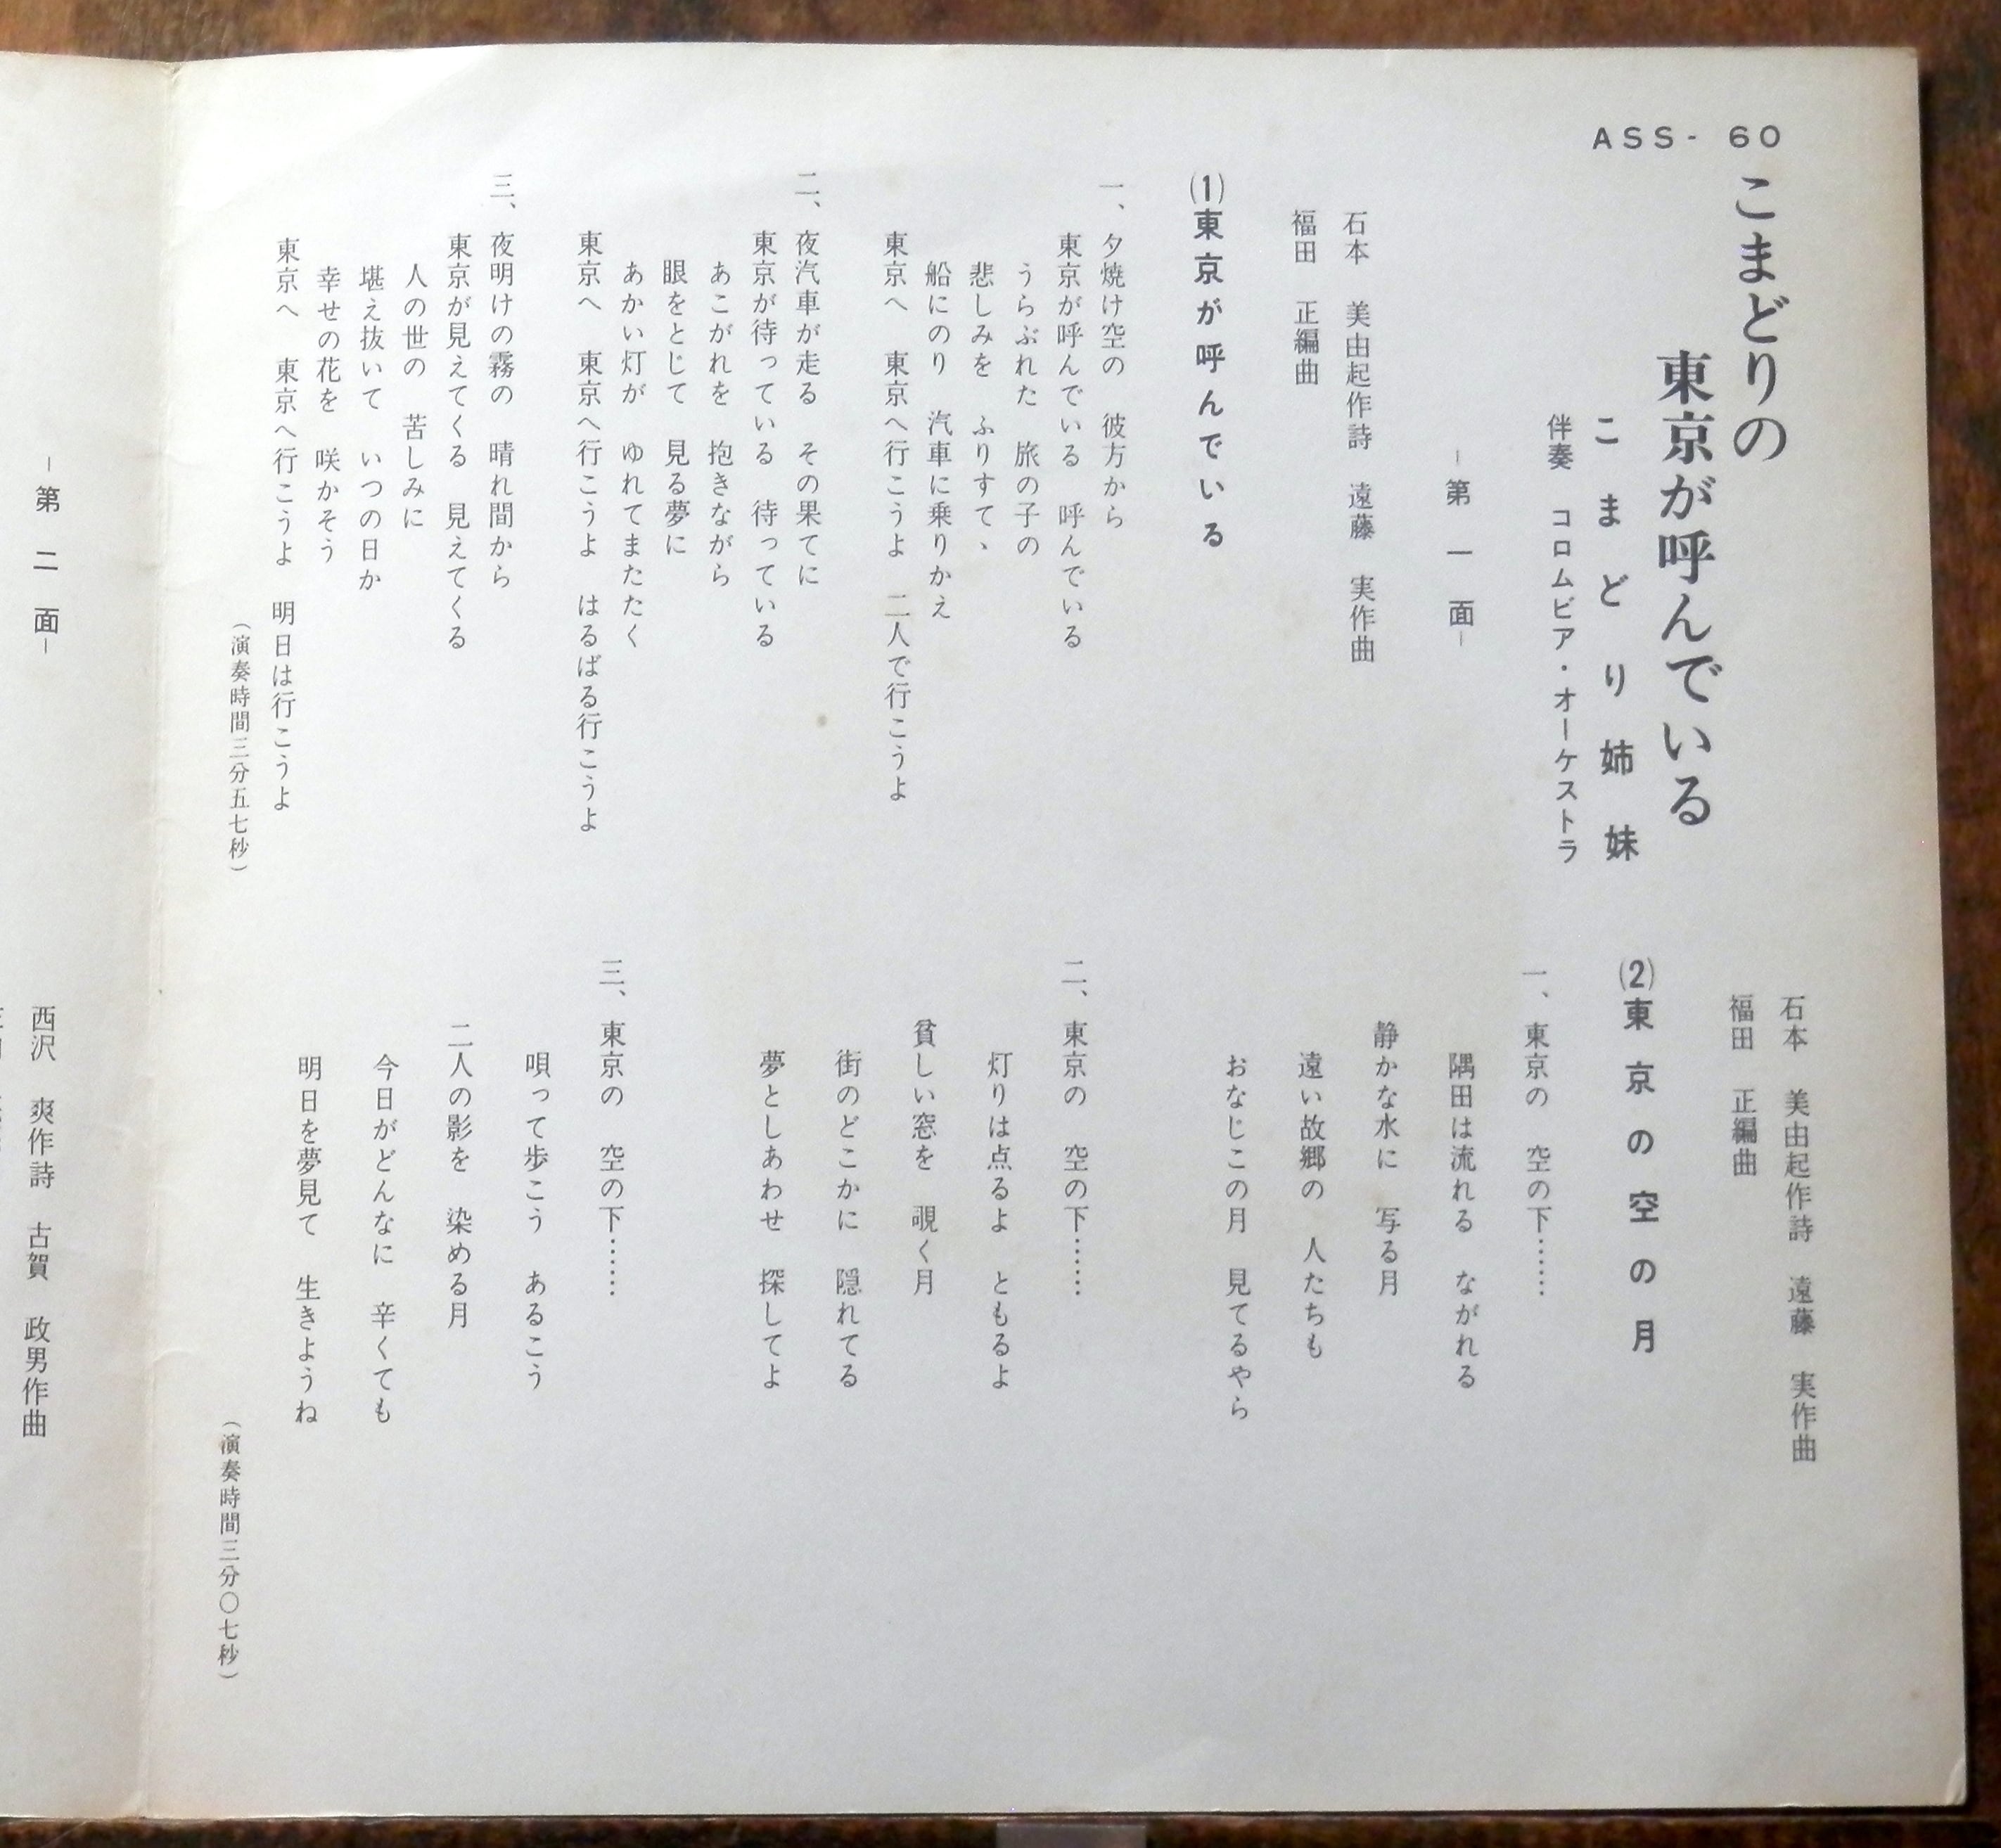 ASS- 60
こまどりの
東京が呼んでいる
こまどり姉妹
伴奏 コロムビア・オーケストラ
―第一面―
石本 美由起作詩 遠藤 実作曲
福田 正編曲
(1)東京が呼んでいる
一、夕焼け空の 彼方から
東京が呼んでいる 呼んでいる
うらぶれた 旅の子の
悲しみを ふりすて、
船にのり 汽車に乗りかえ
東京へ 東京へ行こうよ 二人で行こうよ
二、夜汽車が走る その果てに
東京が待っている 待っている
あこがれを 抱きながら
眼をとじて 見る夢に
あかい灯が ゆれてまたたく
東京へ 東京へ行こうよ はるばる行こうよ
三、夜明けの霧の 晴れ間から
東京が見えてくる 見えてくる
人の世の 苦しみに
堪え抜いて いつの日か
幸せの花を 咲かそう
東京へ 東京へ行こうよ 明日は行こうよ
(演奏時間三分五七秒)
石本 美由起作詩 遠藤 実作曲
福田 正編曲
(2)東京の空の月
一、東京の 空の下……
隅田は流れる ながれる
静かな水に 写る月
遠い故郷の 人たちも
おなじこの月 見てるやら
二、東京の 空の下……
灯りは点るよ ともるよ
貧しい窓を 覗く月
街のどこかに 隠れてる
夢としあわせ 探してよ
三、東京の 空の下……
唄って歩こう あるこう
二人の影を 染める月
今日がどんなに 辛くても
明日を夢見て 生きようね
(演奏時間三分〇七秒)
―第二面―
西沢 爽作詩 古賀 政男作曲